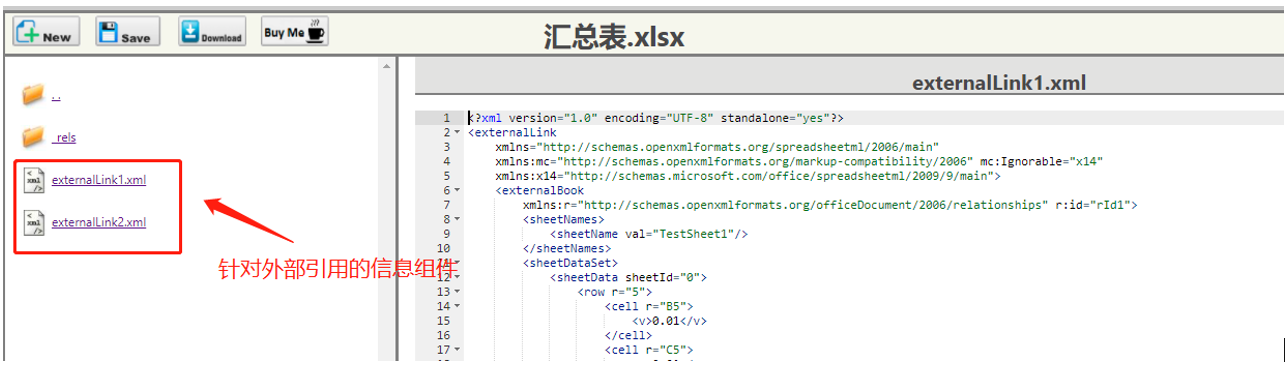 New Save Download Buy Me
汇总表.xlsx
..
_rels
externalLink1.xml
externalLink2.xml
针对外部引用的信息组件
externalLink1.xml
1 <?xml version="1.0" encoding="UTF-8" standalone="yes"?>
2 <externalLink
3 xmlns="http://schemas.openxmlformats.org/spreadsheetml/2006/main"
4 xmlns:mc="http://schemas.openxmlformats.org/markup-compatibility/2006" mc:Ignorable="x14"
5 xmlns:x14="http://schemas.microsoft.com/office/spreadsheetml/2009/9/main">
6 <externalBook
7 xmlns:r="http://schemas.openxmlformats.org/officeDocument/2006/relationships" r:id="rId1">
8 <sheetNames>
9 <sheetName val="TestSheet1"/>
10 </sheetNames>
11 <sheetDataSet>
12 <sheetData sheetId="0">
13 <row r="5">
14 <cell r="B5">
15 <v>0.01</v>
16 </cell>
17 <cell r="C5">